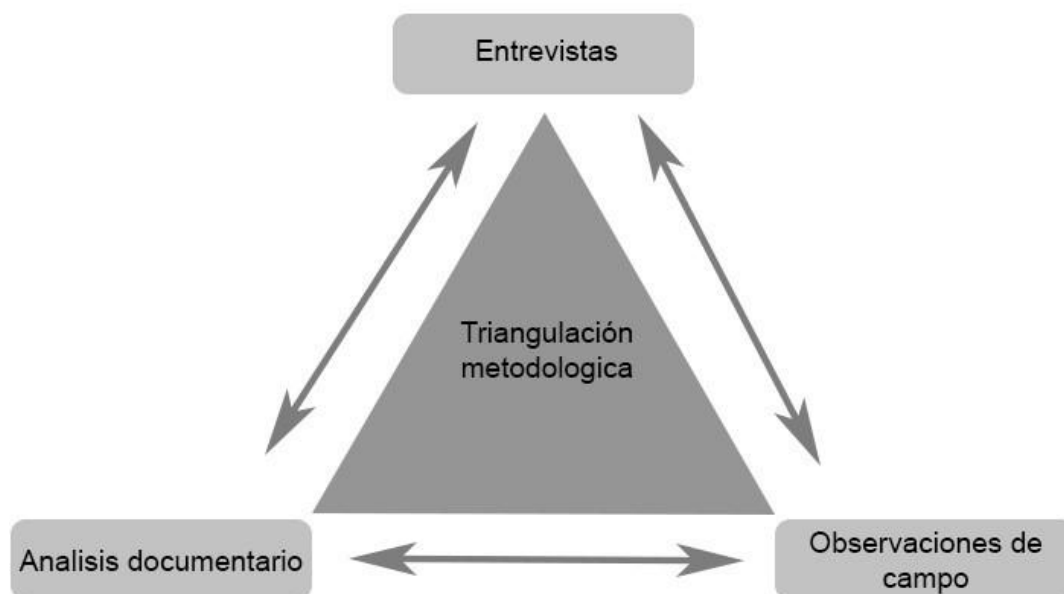 Entrevistas
Triangulación
metodologica
Analisis documentario
Observaciones de
campo